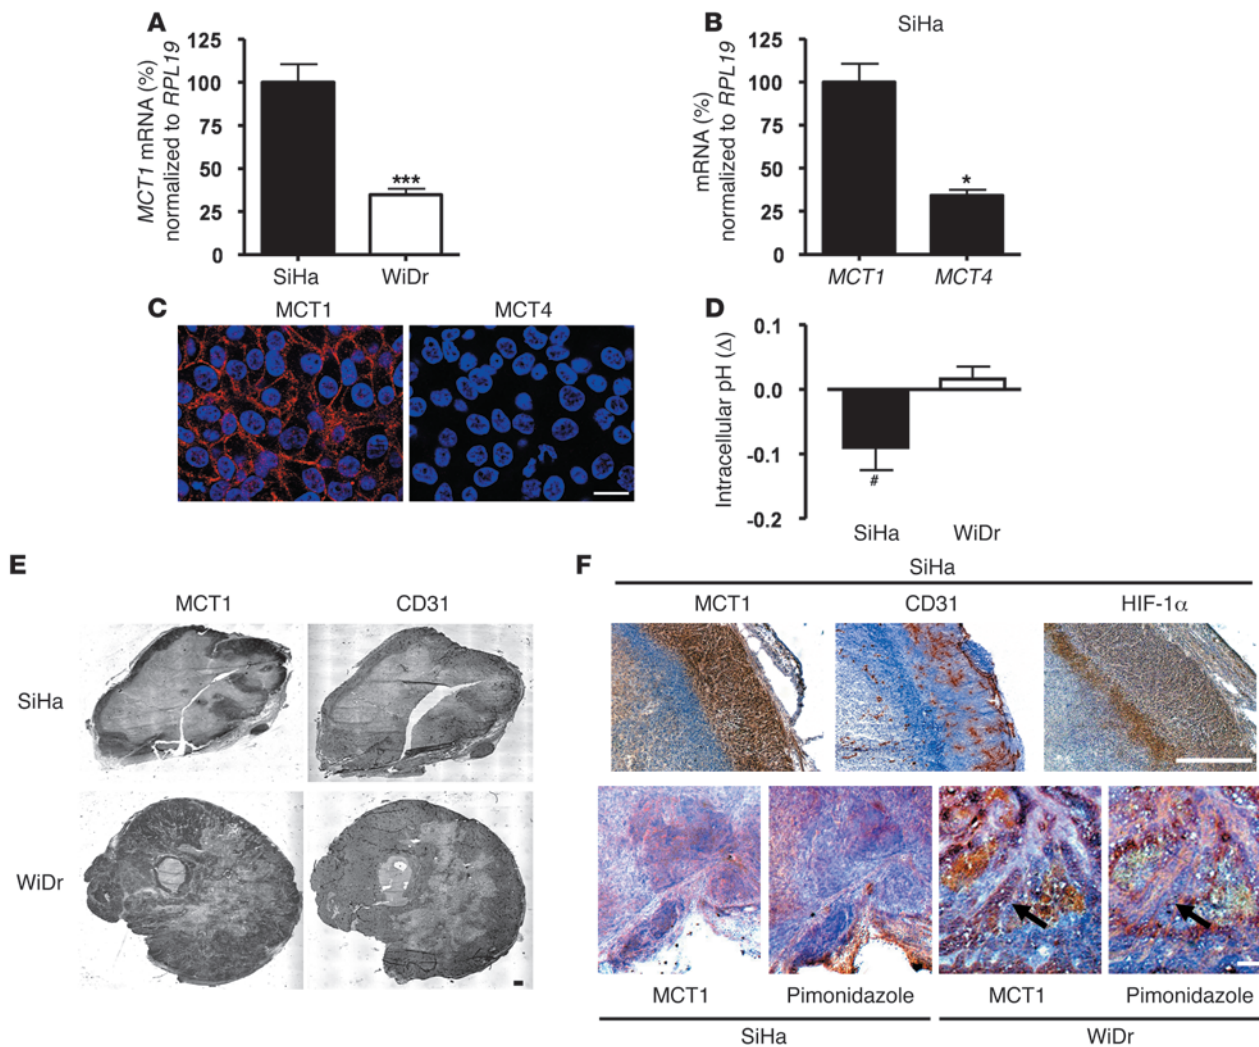 A
MCT1 mRNA (%)
normalized to RPL19
125
100
75
50
25
0
***
SiHa
WiDr
B
SiHa
mRNA (%)
normalized to RPL19
125
100
75
50
25
0
*
MCT1
MCT4
C
MCT1
MCT4
D
Intracellular pH (Δ)
0.1
0.0
-0.1
-0.2
#
SiHa
WiDr
E
MCT1
CD31
SiHa
WiDr
F
SiHa
MCT1
CD31
HIF-1α
MCT1
Pimonidazole
MCT1
Pimonidazole
SiHa
WiDr